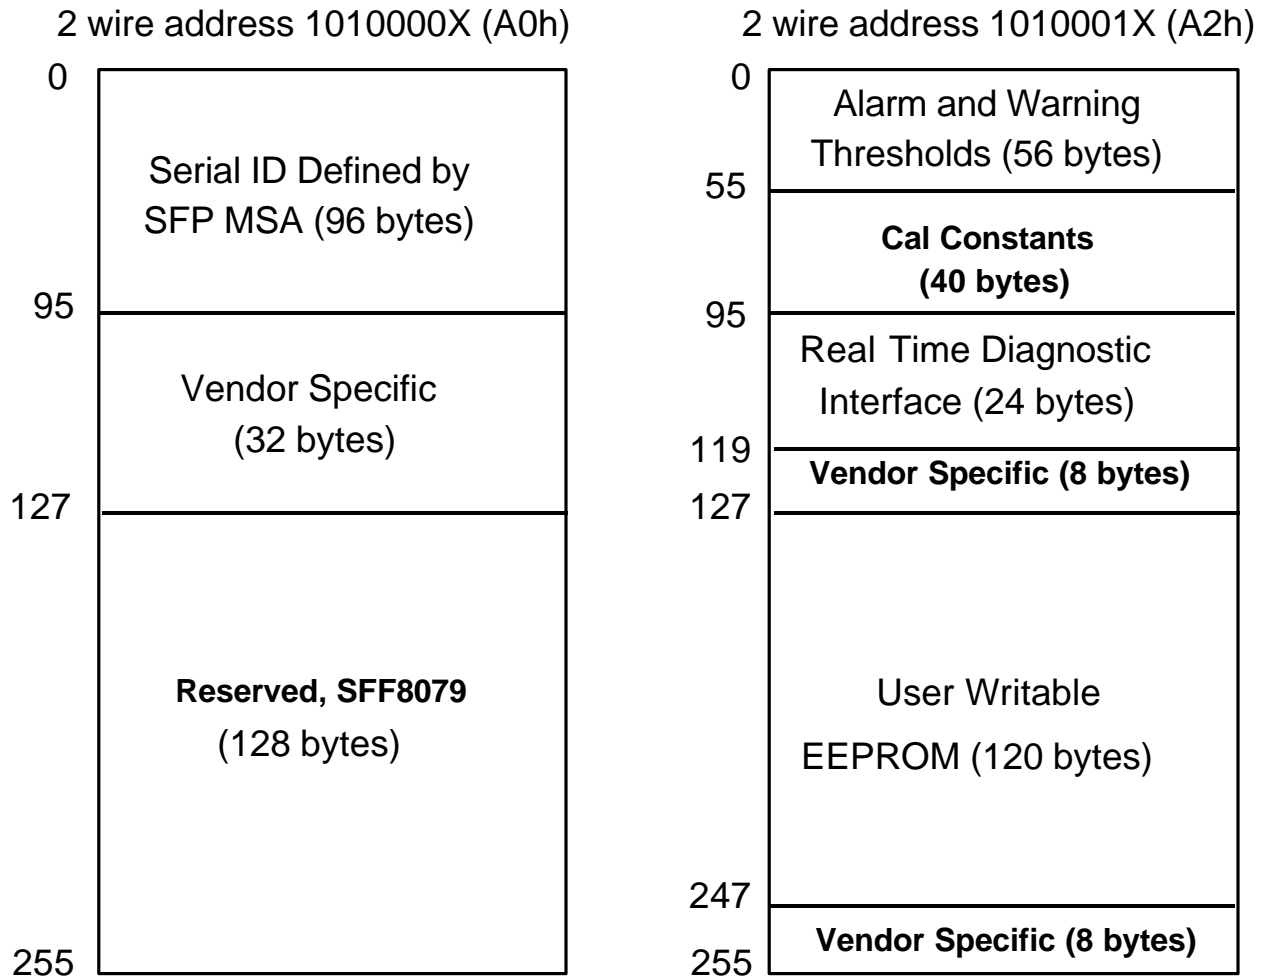 2 wire address 1010000X (A0h)
0
Serial ID Defined by
SFP MSA (96 bytes)
95
Vendor Specific
(32 bytes)
127
Reserved, SFF8079
(128 bytes)
255
2 wire address 1010001X (A2h)
0
Alarm and Warning
Thresholds (56 bytes)
55
Cal Constants
(40 bytes)
95
Real Time Diagnostic
Interface (24 bytes)
119
Vendor Specific (8 bytes)
127
User Writable
EEPROM (120 bytes)
247
Vendor Specific (8 bytes)
255